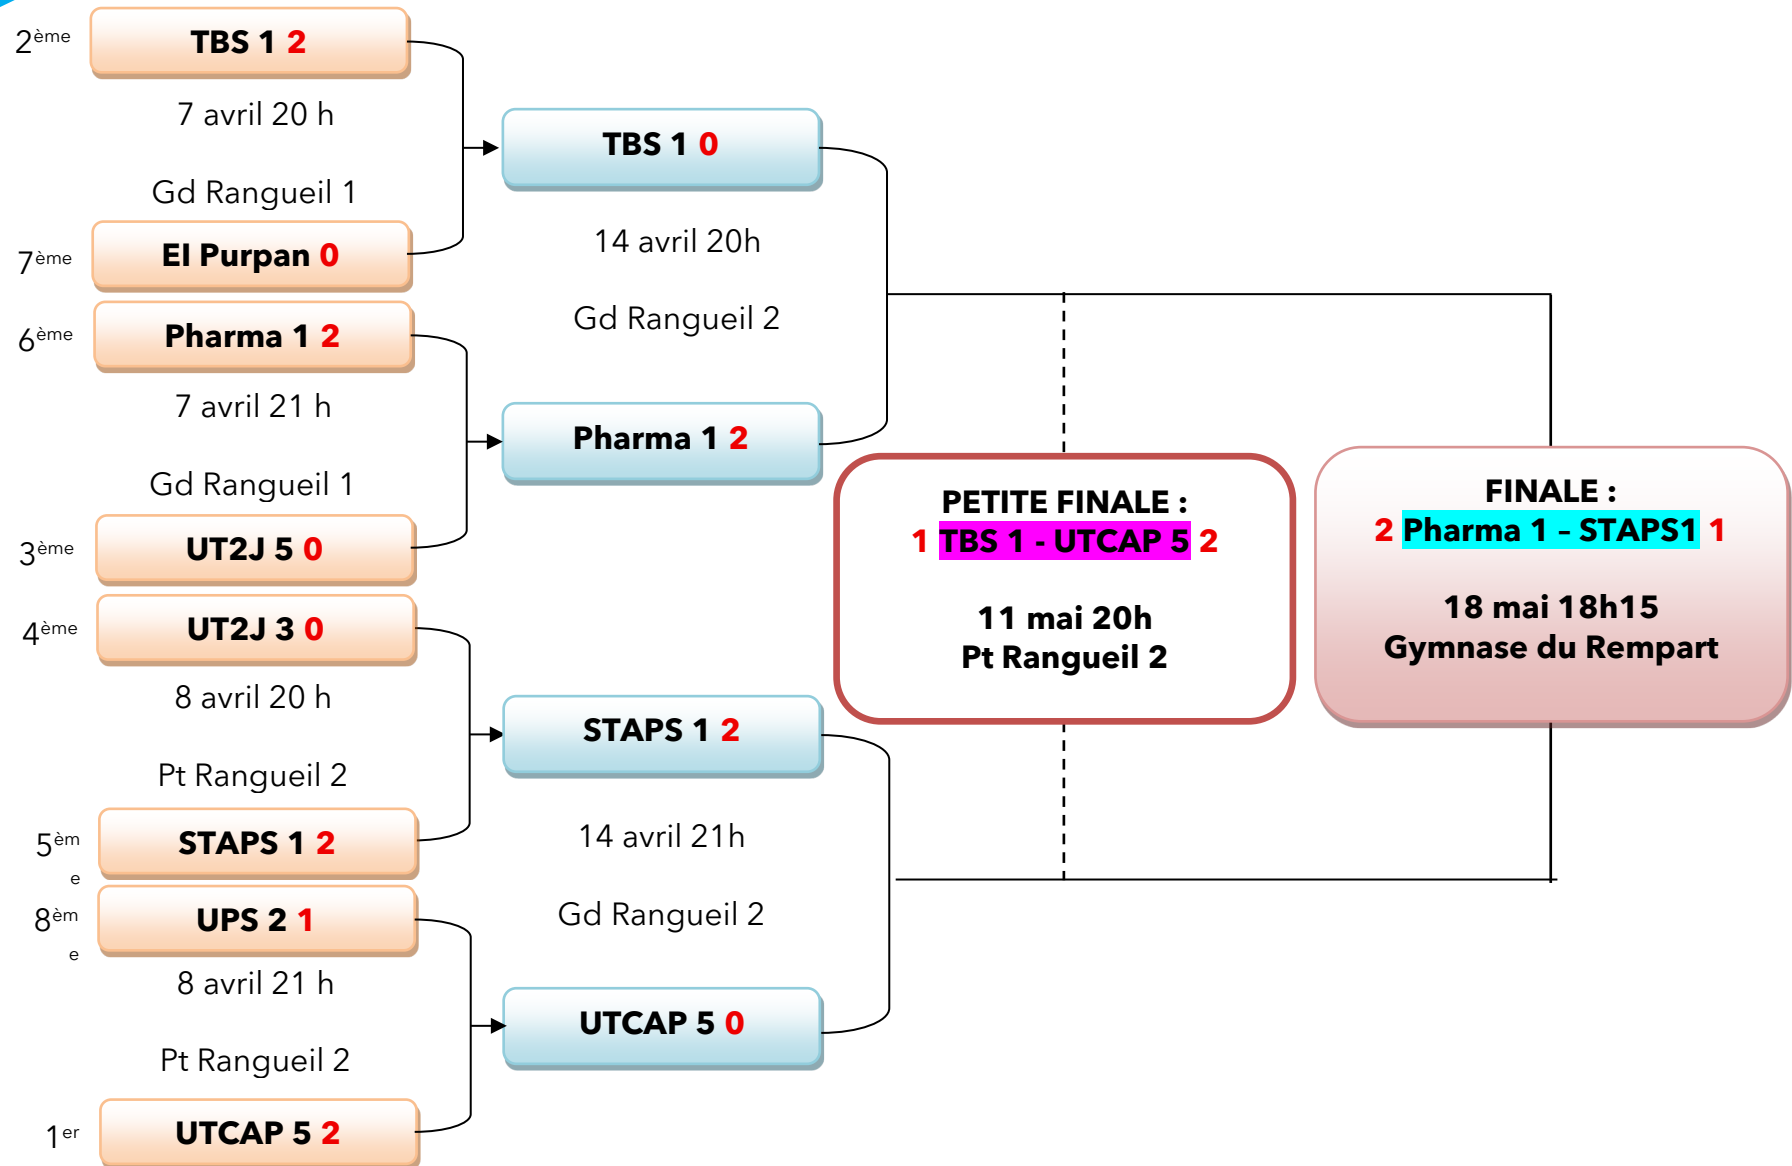 2ème
TBS 1 2
7 avril 20 h
Gd Rangueil 1
7ème
EI Purpan 0
6ème
Pharma 1 2
7 avril 21 h
Gd Rangueil 1
3ème
UT2J 5 0
4ème
UT2J 3 0
8 avril 20 h
Pt Rangueil 2
5èm
e
STAPS 1 2
8èm
e
UPS 2 1
8 avril 21 h
Pt Rangueil 2
1er
UTCAP 5 2
TBS 1 0
14 avril 20h
Gd Rangueil 2
Pharma 1 2
STAPS 1 2
14 avril 21h
Gd Rangueil 2
UTCAP 5 0
PETITE FINALE :
1 TBS 1 - UTCAP 5 2
11 mai 20h
Pt Rangueil 2
FINALE :
2 Pharma 1 – STAPS1 1
18 mai 18h15
Gymnase du Rempart